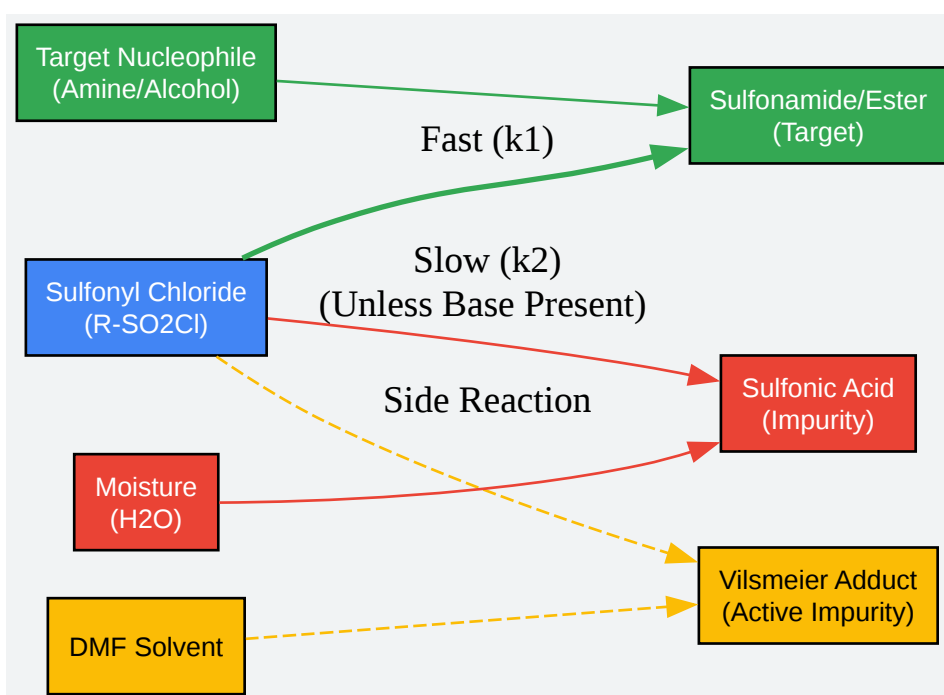 Target Nucleophile
(Amine/Alcohol)
Sulfonamide/Ester
(Target)
Fast (k1)
Slow (k2)
(Unless Base Present)
Sulfonyl Chloride
(R-SO2Cl)
Side Reaction
Sulfonic Acid
(Impurity)
Moisture
(H2O)
Vilsmeier Adduct
(Active Impurity)
DMF Solvent